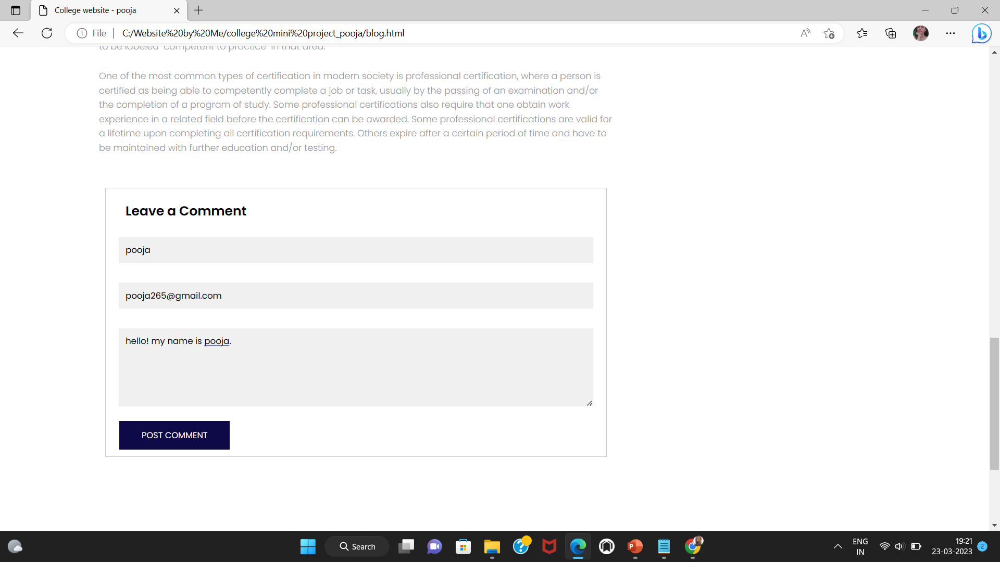 College website - pooja
File
C:/Website%20by%20Me/college%20mini%20project_pooja/blog.html
to be labeled "competent to practice" in that area.
One of the most common types of certification in modern society is professional certification, where a person is
certified as being able to competently complete a job or task, usually by the passing of an examination and/or
the completion of a program of study. Some professional certifications also require that one obtain work
experience in a related field before the certification can be awarded. Some professional certifications are valid for
a lifetime upon completing all certification requirements. Others expire after a certain period of time and have to
be maintained with further education and/or testing.
Leave a Comment
pooja
pooja265@gmail.com
hello! my name is pooja.
POST COMMENT
Search
ENG
IN
19:21
23-03-2023
2